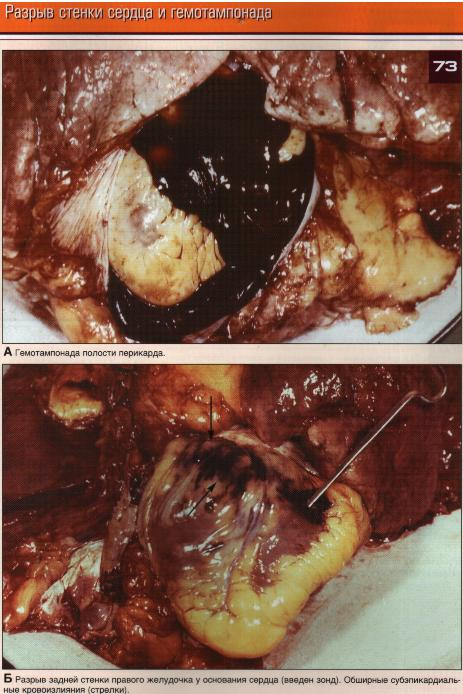 Разрыв стенки сердца и гемотампонада
73
А Гемотампонада полости перикарда.
Б Разрыв задней стенки правого желудочка у основания сердца (введен зонд). Обширные субэпикардиаль-
ные кровоизлияния (стрелки).